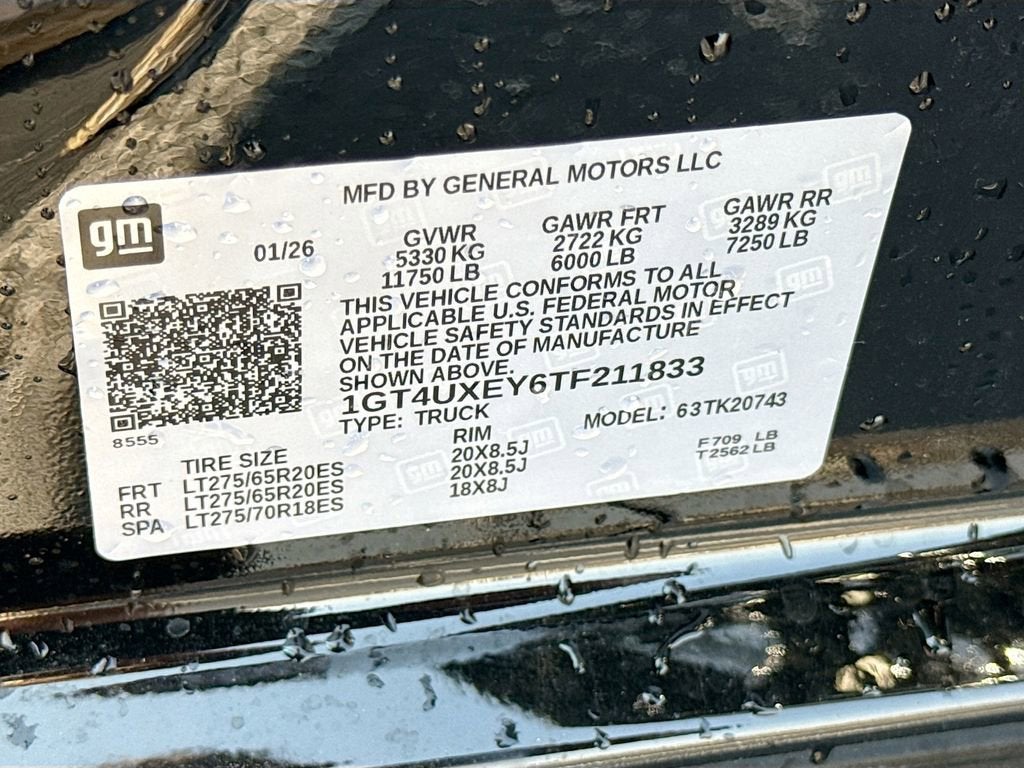 MFD BY GENERAL MOTORS LLC
gm
01/26
GVWR
5330 KG
11750 LB
GAWR FRT
2722 KG
6000 LB
GAWR RR
3289 KG
7250 LB
THIS VEHICLE CONFORMS TO ALL
APPLICABLE U.S. FEDERAL MOTOR
VEHICLE SAFETY STANDARDS IN EFFECT
ON THE DATE OF MANUFACTURE
SHOWN ABOVE.
1GT4UXEY6TF211833
TYPE: TRUCK
MODEL: 63TK20743
8555
TIRE SIZE RIM
FRT LT275/65R20ES 20X8.5J
RR LT275/65R20ES 20X8.5J
SPA LT275/70R18ES 18X8J
F709 LB
T2562 LB